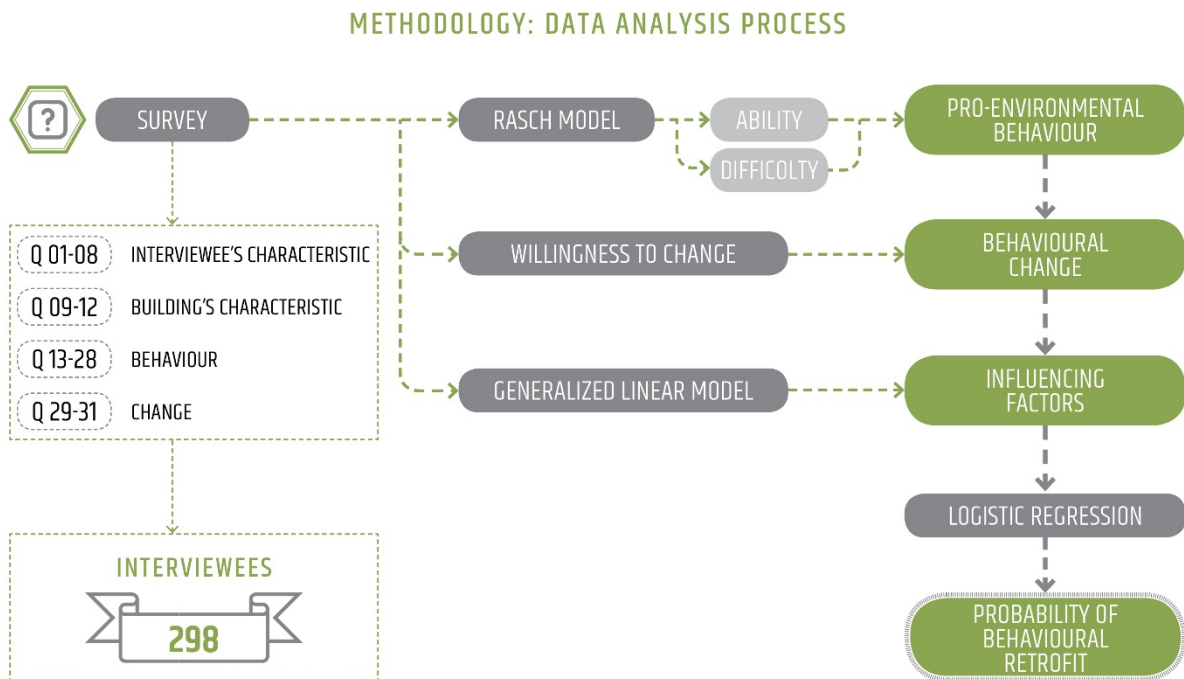 METHODOLOGY: DATA ANALYSIS PROCESS
?
SURVEY
RASCH MODEL
ABILITY
DIFFICOLTY
PRO-ENVIRONMENTAL
BEHAVIOUR
Q 01-08 INTERVIEWEE'S CHARACTERISTIC
Q 09-12 BUILDING'S CHARACTERISTIC
Q 13-28 BEHAVIOUR
Q 29-31 CHANGE
WILLINGNESS TO CHANGE
BEHAVIOURAL
CHANGE
GENERALIZED LINEAR MODEL
INFLUENCING
FACTORS
LOGISTIC REGRESSION
INTERVIEWEES
298
PROBABILITY OF
BEHAVIOURAL
RETROFIT